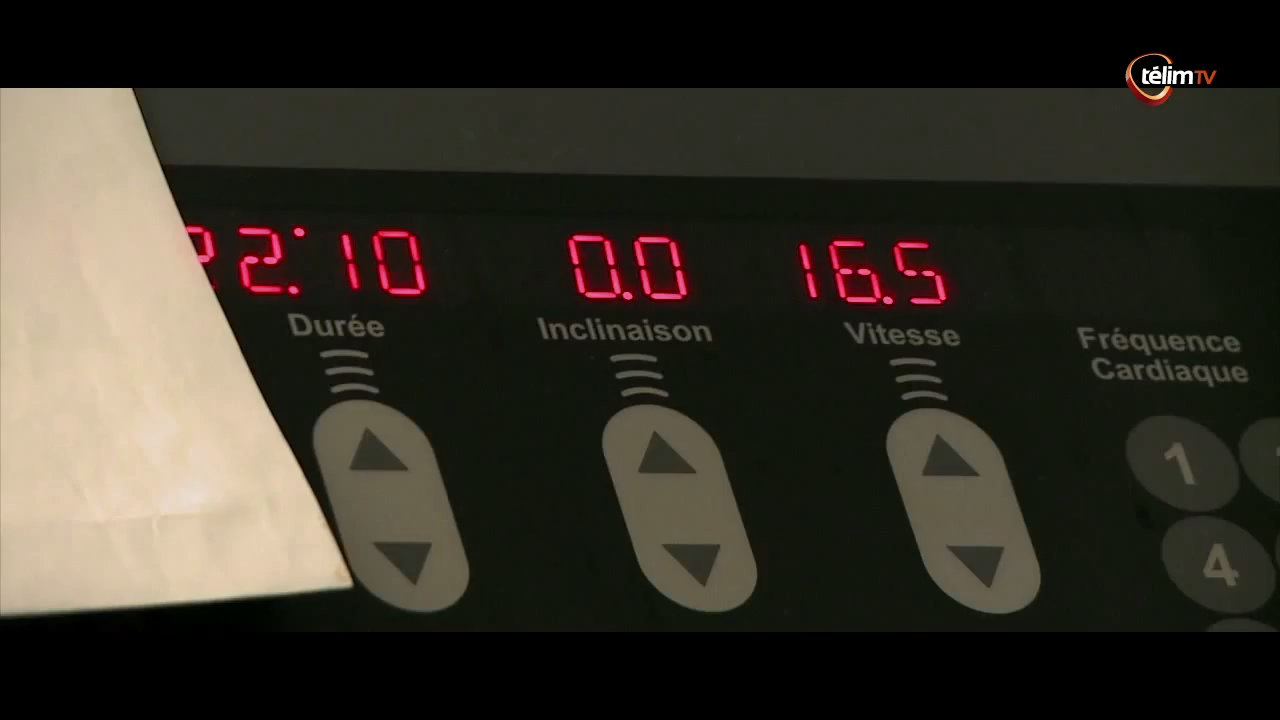 télimTV
2:10 0.0 16.5
Durée Inclinaison Vitesse Fréquence
Cardiaque
1
4